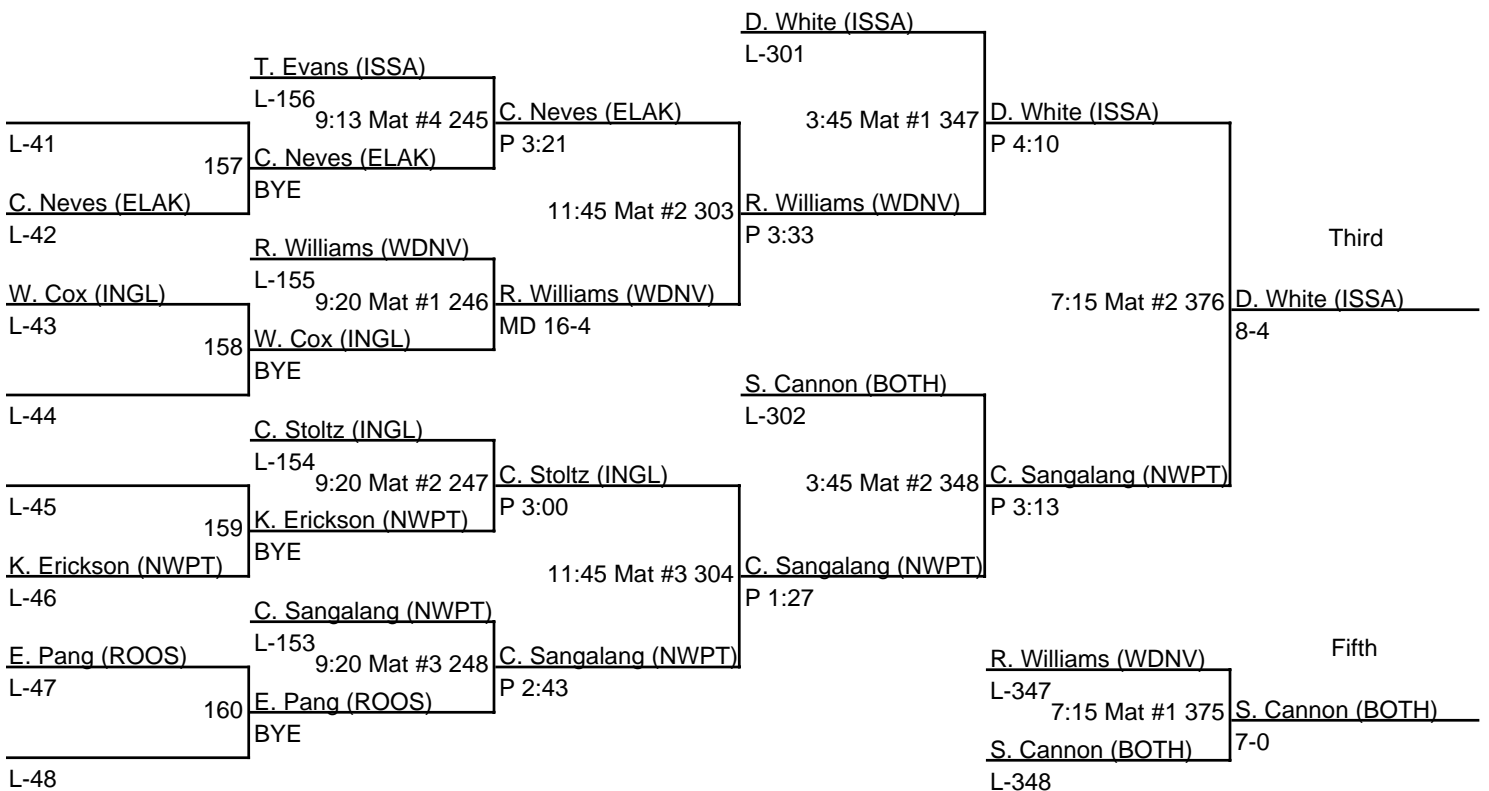 D. White (ISSA)
L-301
T. Evans (ISSA)
L-156
9:13 Mat #4 245
C. Neves (ELAK)
P 3:21
3:45 Mat #1 347
D. White (ISSA)
P 4:10
L-41
157
C. Neves (ELAK)
BYE
C. Neves (ELAK)
L-42
11:45 Mat #2 303
R. Williams (WDNV)
P 3:33
Third
R. Williams (WDNV)
L-155
9:20 Mat #1 246
R. Williams (WDNV)
MD 16-4
W. Cox (INGL)
L-43
7:15 Mat #2 376
D. White (ISSA)
8-4
158
W. Cox (INGL)
BYE
L-44
S. Cannon (BOTH)
L-302
C. Stoltz (INGL)
L-154
9:20 Mat #2 247
C. Stoltz (INGL)
P 3:00
3:45 Mat #2 348
C. Sangalang (NWPT)
P 3:13
L-45
159
K. Erickson (NWPT)
BYE
K. Erickson (NWPT)
L-46
11:45 Mat #3 304
C. Sangalang (NWPT)
P 1:27
C. Sangalang (NWPT)
L-153
9:20 Mat #3 248
C. Sangalang (NWPT)
P 2:43
E. Pang (ROOS)
L-47
160
E. Pang (ROOS)
BYE
L-48
Fifth
R. Williams (WDNV)
L-347
7:15 Mat #1 375
S. Cannon (BOTH)
7-0
S. Cannon (BOTH)
L-348